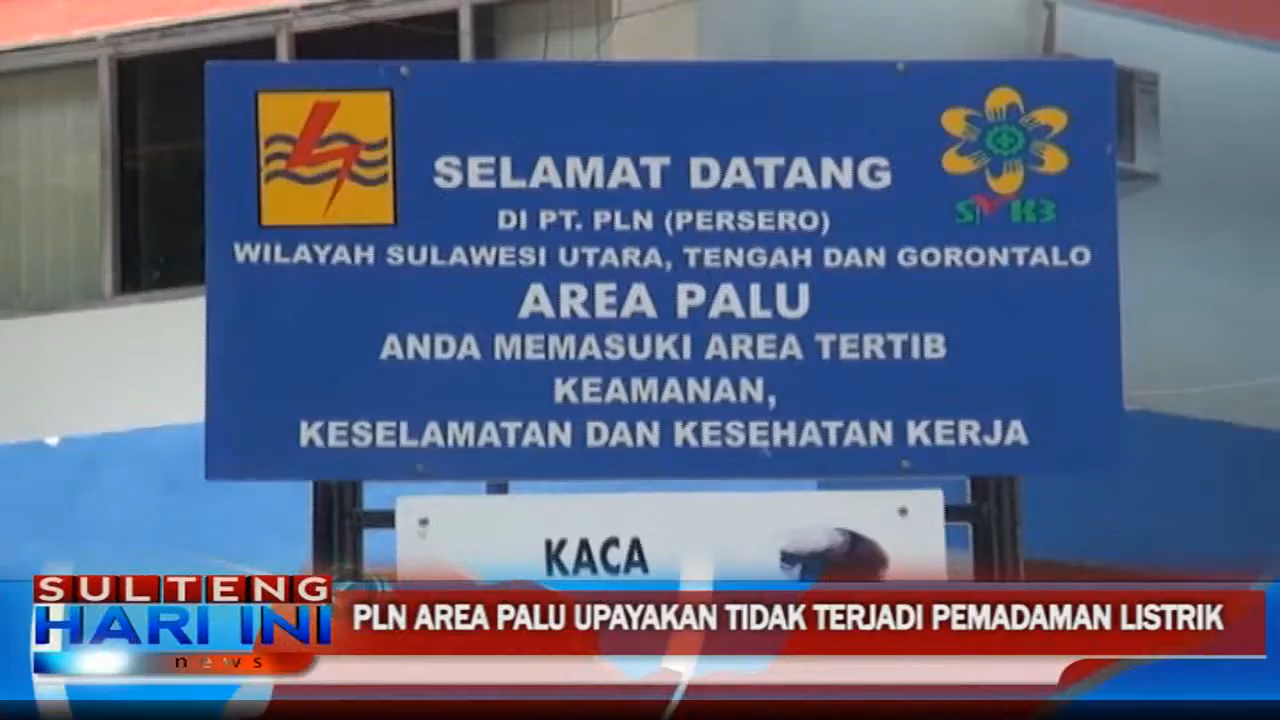 SELAMAT DATANG
DI PT. PLN (PERSERO)
WILAYAH SULAWESI UTARA, TENGAH DAN GORONTALO
AREA PALU
ANDA MEMASUKI AREA TERTIB
KEAMANAN,
KESELAMATAN DAN KESEHATAN KERJA
SMK3
KACA
SULTENG
HARI INI
news
PLN AREA PALU UPAYAKAN TIDAK TERJADI PEMADAMAN LISTRIK